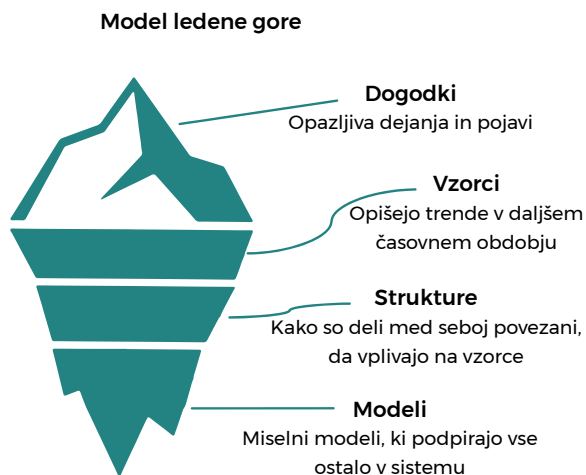 Model ledene gore
Dogodki
Opazljiva dejanja in pojavi
Vzorci
Opišejo trende v daljšem
časovnem obdobju
Strukture
Kako so deli med seboj povezani,
da vplivajo na vzorce
Modeli
Miselni modeli, ki podpirajo vse
ostalo v sistemu